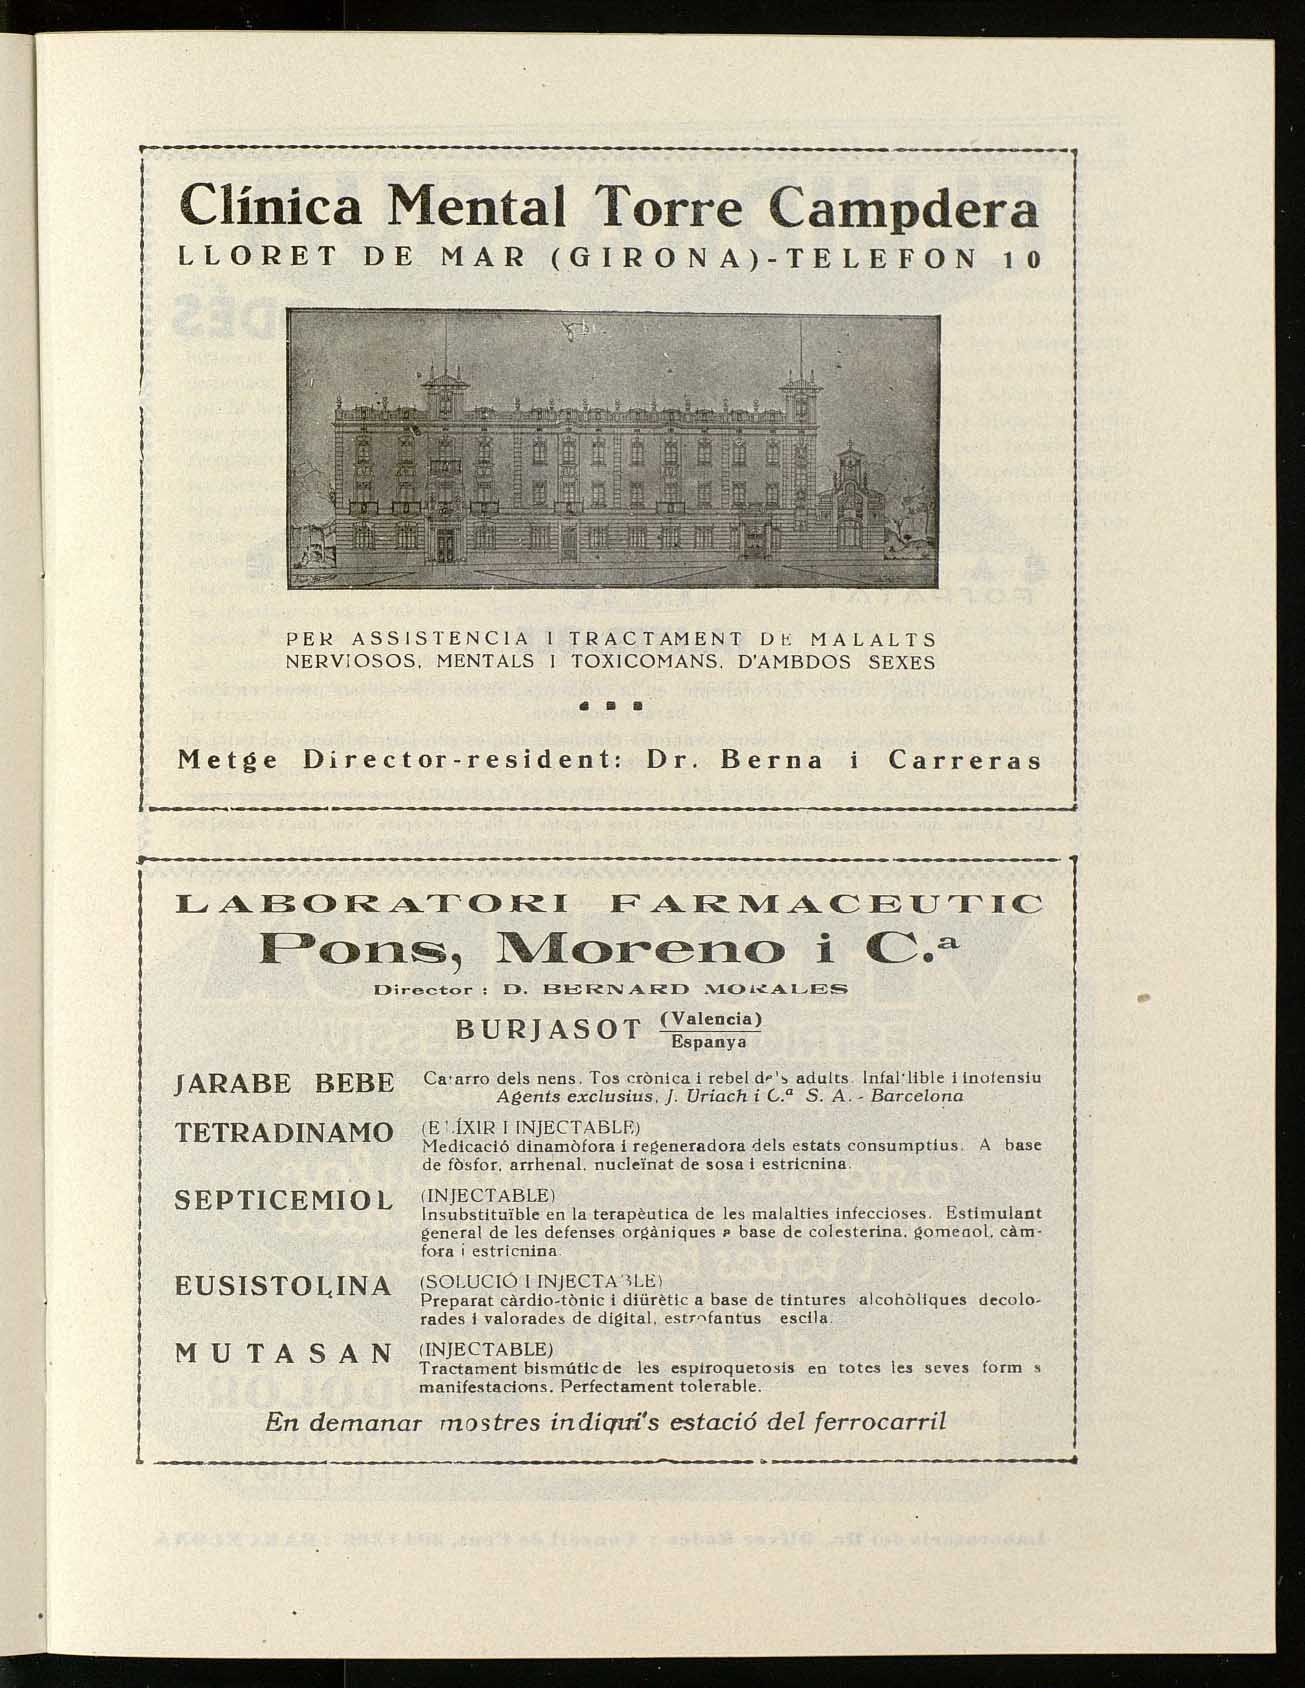 Clínica Mental Torre Campdera
LLORET DE MAR (GIRONA)-TELEFON 10
PER ASSISTENCIA I TRACTAMENT DE MALALTS
NERVIOSOS, MENTALS I TOXICOMANS, D'AMBDOS SEXES
Metge Director-resident: Dr. Berna i Carreras
LABORATORI FARMACEUTIC
Pons, Moreno i C.ª
Director : D. BERNARD MORALES
BURJASOT (Valencia)
Espanya
JARABE BEBE Catarro dels nens. Tos crònica i rebel dels adults. Infal'lible i inofensiu
Agents exclusius, J. Uriach i C.ª S. A. - Barcelona
TETRADINAMO (ELÍXIR I INJECTABLE)
Medicació dinamòfora i regeneradora dels estats consumptius. A base
de fòsfor, arrhenal, nucleïnat de sosa i estricnina.
SEPTICEMIOL (INJECTABLE)
Insubstituïble en la terapèutica de les malalties infeccioses. Estimulant
general de les defenses orgàniques a base de colesterina, gomenol, càm-
fora i estricnina.
EUSISTOLINA (SOLUCIÓ I INJECTABLE)
Preparat càrdio-tònic i diürètic a base de tintures alcohòliques decolo-
rades i valorades de digital, estrofantus escila.
MUTASAN (INJECTABLE)
Tractament bismútic de les espiroquetosis en totes les seves form s
manifestacions. Perfectament tolerable.
En demanar mostres indiqui's estació del ferrocarril